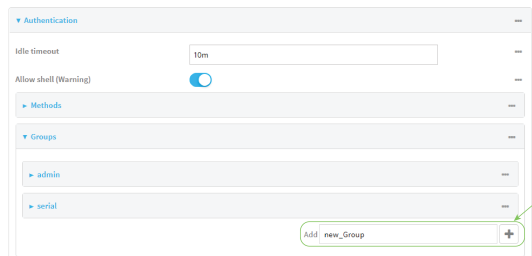 Authentication
Idle timeout
10m
Allow shell (Warning)
Methods
Groups
admin
serial
Add new_Group